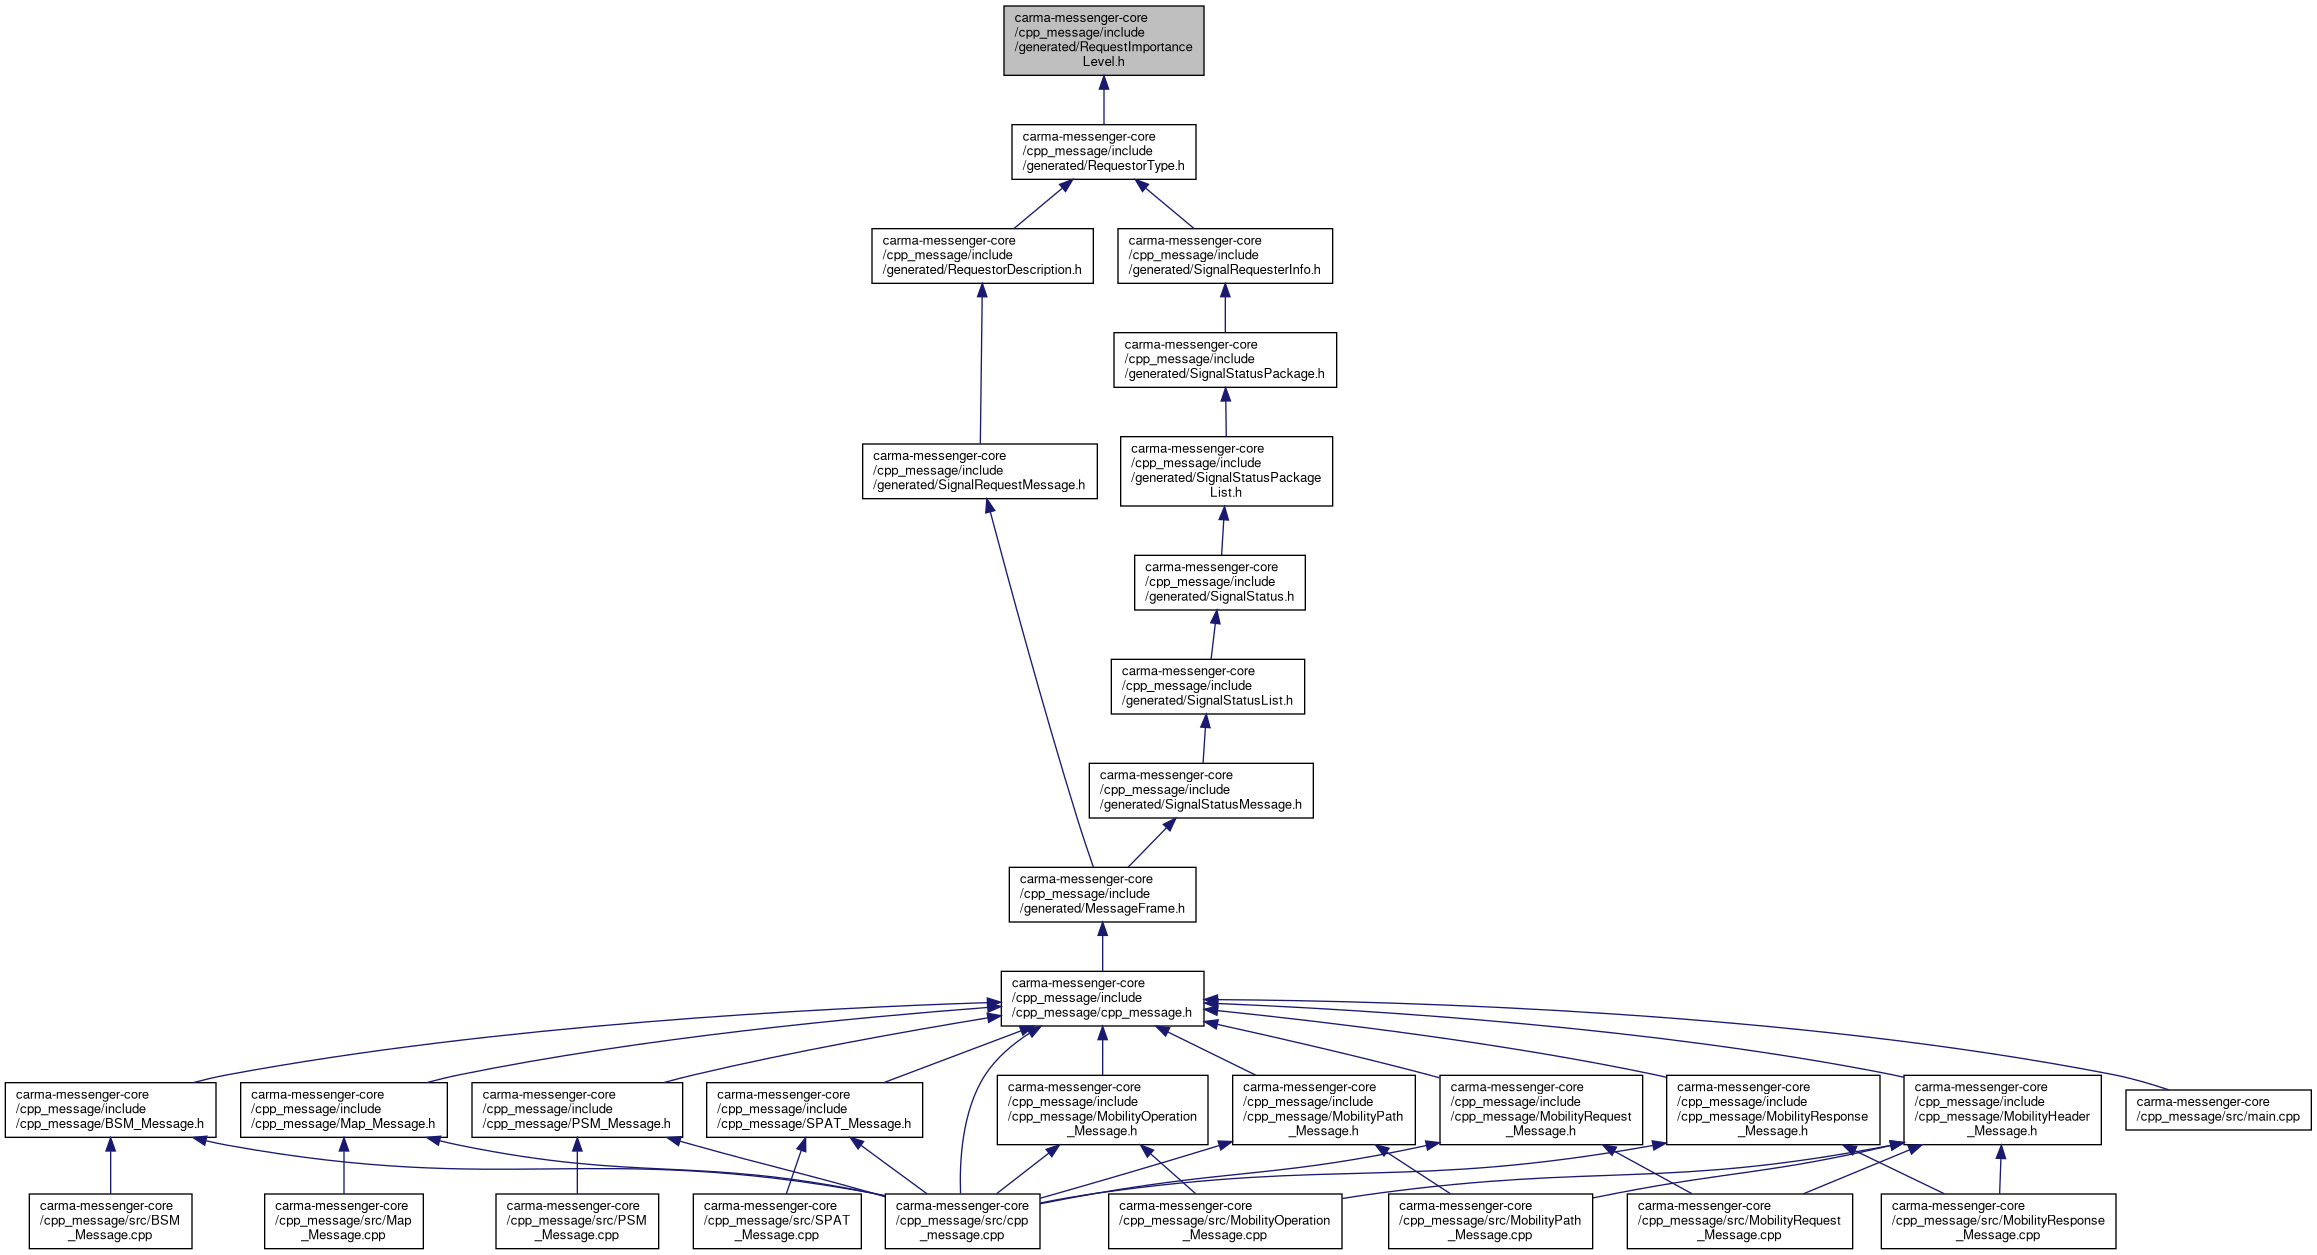 carma-messenger-core
/cpp_message/include
/generated/RequestImportance
Level.h
carma-messenger-core
/cpp_message/include
/generated/RequestorType.h
carma-messenger-core
/cpp_message/include
/generated/RequestorDescription.h
carma-messenger-core
/cpp_message/include
/generated/SignalRequesterInfo.h
carma-messenger-core
/cpp_message/include
/generated/SignalStatusPackage.h
carma-messenger-core
/cpp_message/include
/generated/SignalRequestMessage.h
carma-messenger-core
/cpp_message/include
/generated/SignalStatusPackage
List.h
carma-messenger-core
/cpp_message/include
/generated/SignalStatus.h
carma-messenger-core
/cpp_message/include
/generated/SignalStatusList.h
carma-messenger-core
/cpp_message/include
/generated/SignalStatusMessage.h
carma-messenger-core
/cpp_message/include
/generated/MessageFrame.h
carma-messenger-core
/cpp_message/include
/cpp_message/cpp_message.h
carma-messenger-core
/cpp_message/include
/cpp_message/BSM_Message.h
carma-messenger-core
/cpp_message/include
/cpp_message/Map_Message.h
carma-messenger-core
/cpp_message/include
/cpp_message/PSM_Message.h
carma-messenger-core
/cpp_message/include
/cpp_message/SPAT_Message.h
carma-messenger-core
/cpp_message/include
/cpp_message/MobilityOperation
_Message.h
carma-messenger-core
/cpp_message/include
/cpp_message/MobilityPath
_Message.h
carma-messenger-core
/cpp_message/include
/cpp_message/MobilityRequest
_Message.h
carma-messenger-core
/cpp_message/include
/cpp_message/MobilityResponse
_Message.h
carma-messenger-core
/cpp_message/include
/cpp_message/MobilityHeader
_Message.h
carma-messenger-core
/cpp_message/src/main.cpp
carma-messenger-core
/cpp_message/src/BSM
_Message.cpp
carma-messenger-core
/cpp_message/src/Map
_Message.cpp
carma-messenger-core
/cpp_message/src/PSM
_Message.cpp
carma-messenger-core
/cpp_message/src/SPAT
_Message.cpp
carma-messenger-core
/cpp_message/src/cpp
_message.cpp
carma-messenger-core
/cpp_message/src/MobilityOperation
_Message.cpp
carma-messenger-core
/cpp_message/src/MobilityPath
_Message.cpp
carma-messenger-core
/cpp_message/src/MobilityRequest
_Message.cpp
carma-messenger-core
/cpp_message/src/MobilityResponse
_Message.cpp